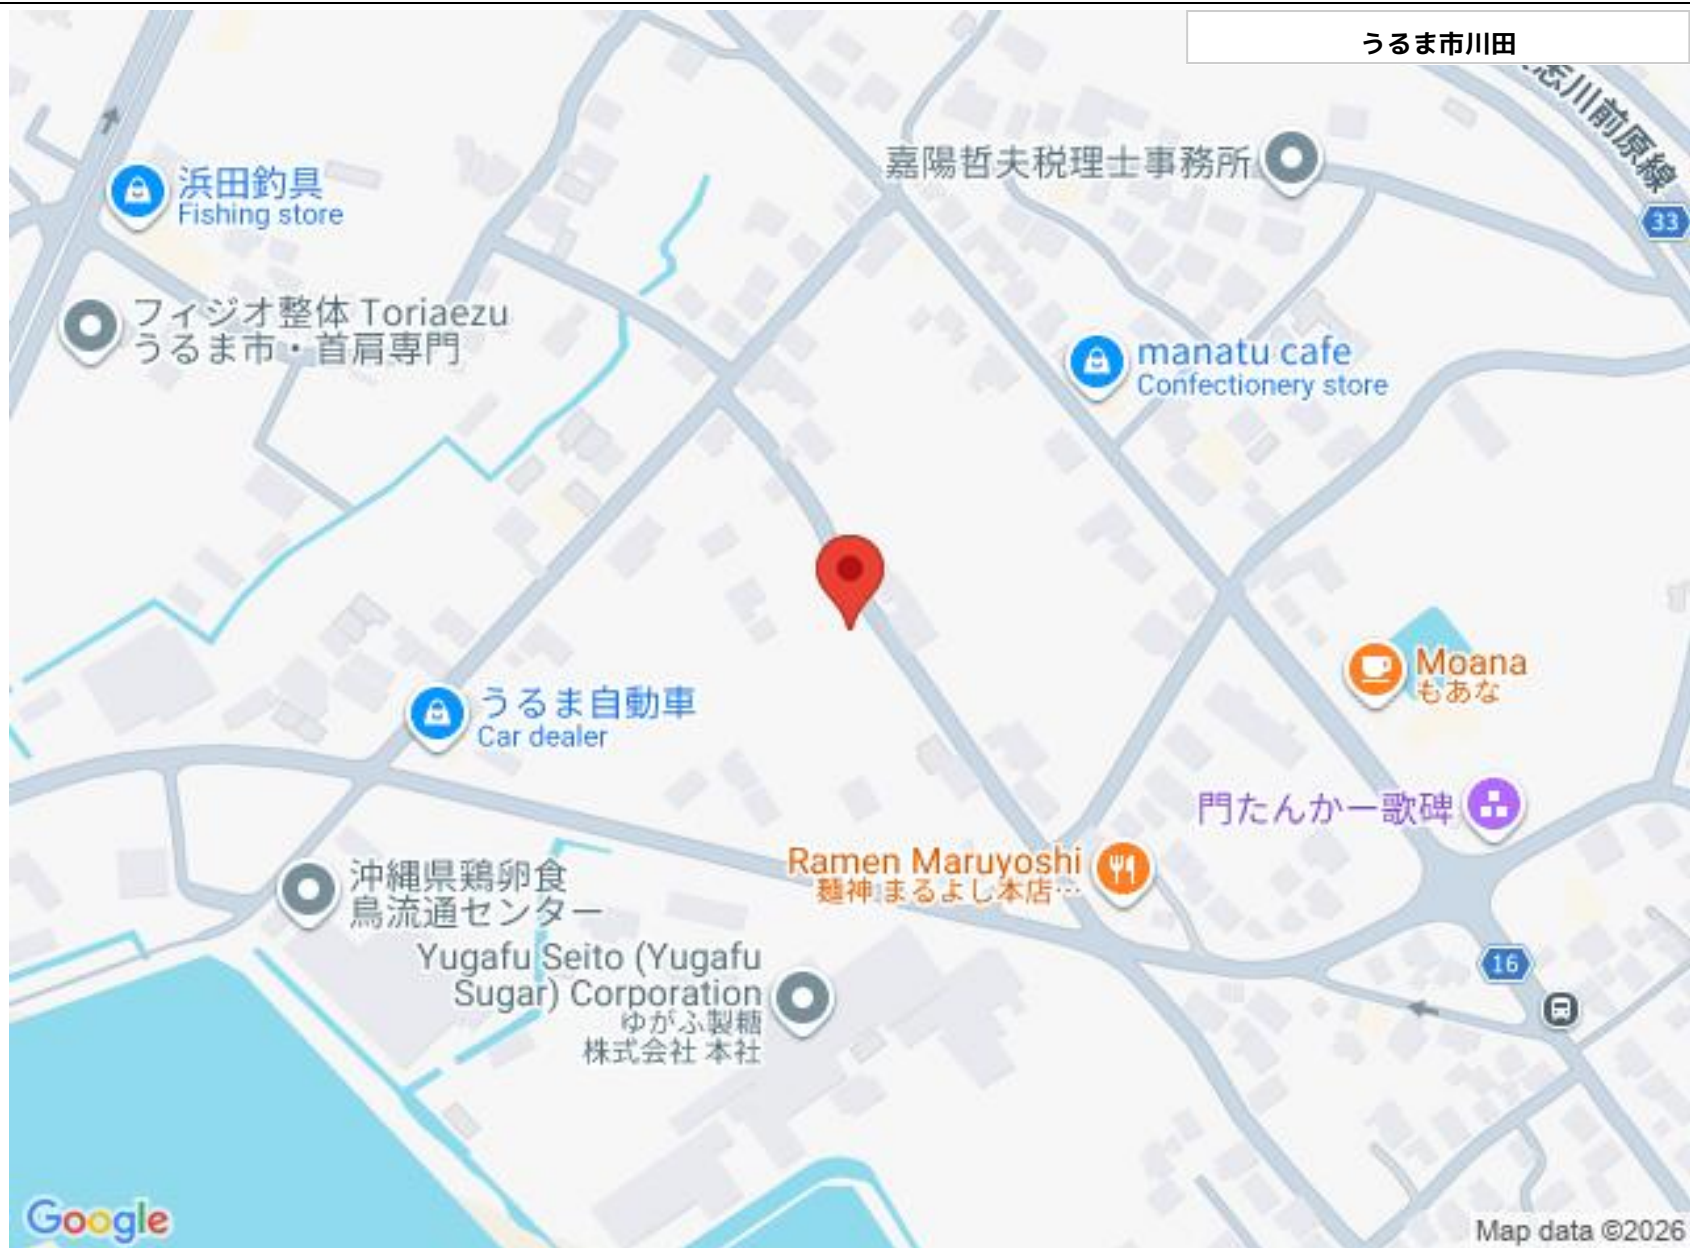 うるま市川田
志川前原線
嘉陽哲夫税理士事務所
浜田釣具
Fishing store
33
フィジオ整体 Toriaezu
うるま市・首肩専門
manatu cafe
Confectionery store
Moana
もあな
うるま自動車
Car dealer
門たんかー歌碑
Ramen Maruyoshi
麺神 まるよし本店…
沖縄県鶏卵食
鳥流通センター
Yugafu Seito (Yugafu
Sugar) Corporation
ゆがふ製糖
株式会社 本社
16
Google
Map data ©2026